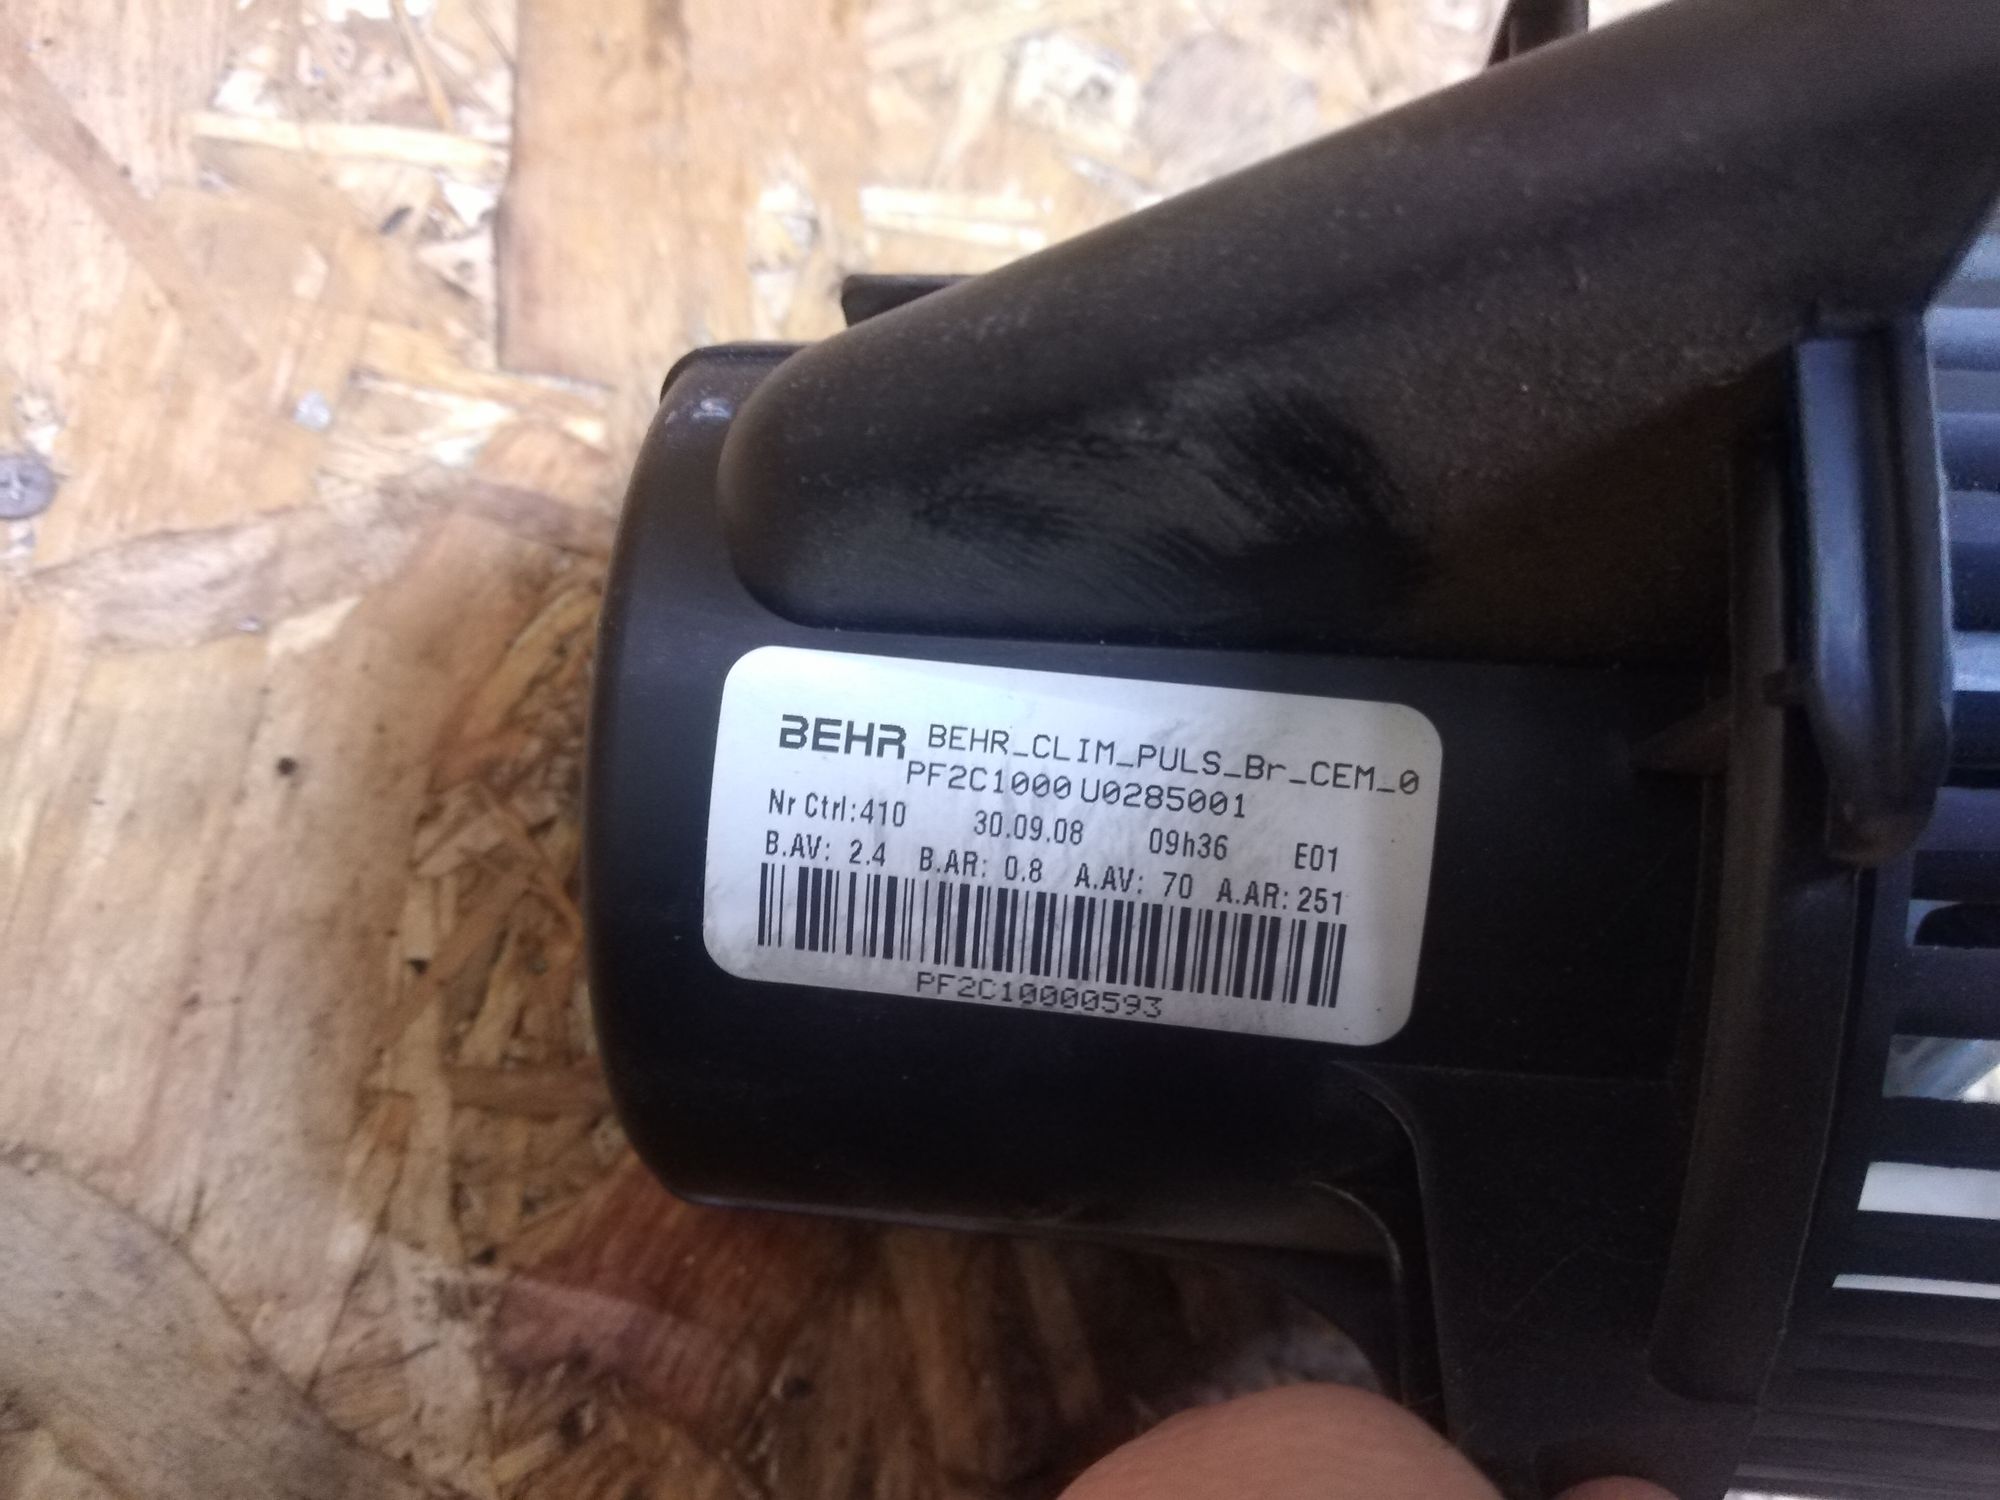 BEHR BEHR_CLIM_PULS_Br_CEM_0
PF2C1000 U0285001
Nr Ctrl:410 30.09.08 09h36 E01
B.AV: 2.4 B.AR: 0.8 A.AV: 70 A.AR: 251
PF2C10000593